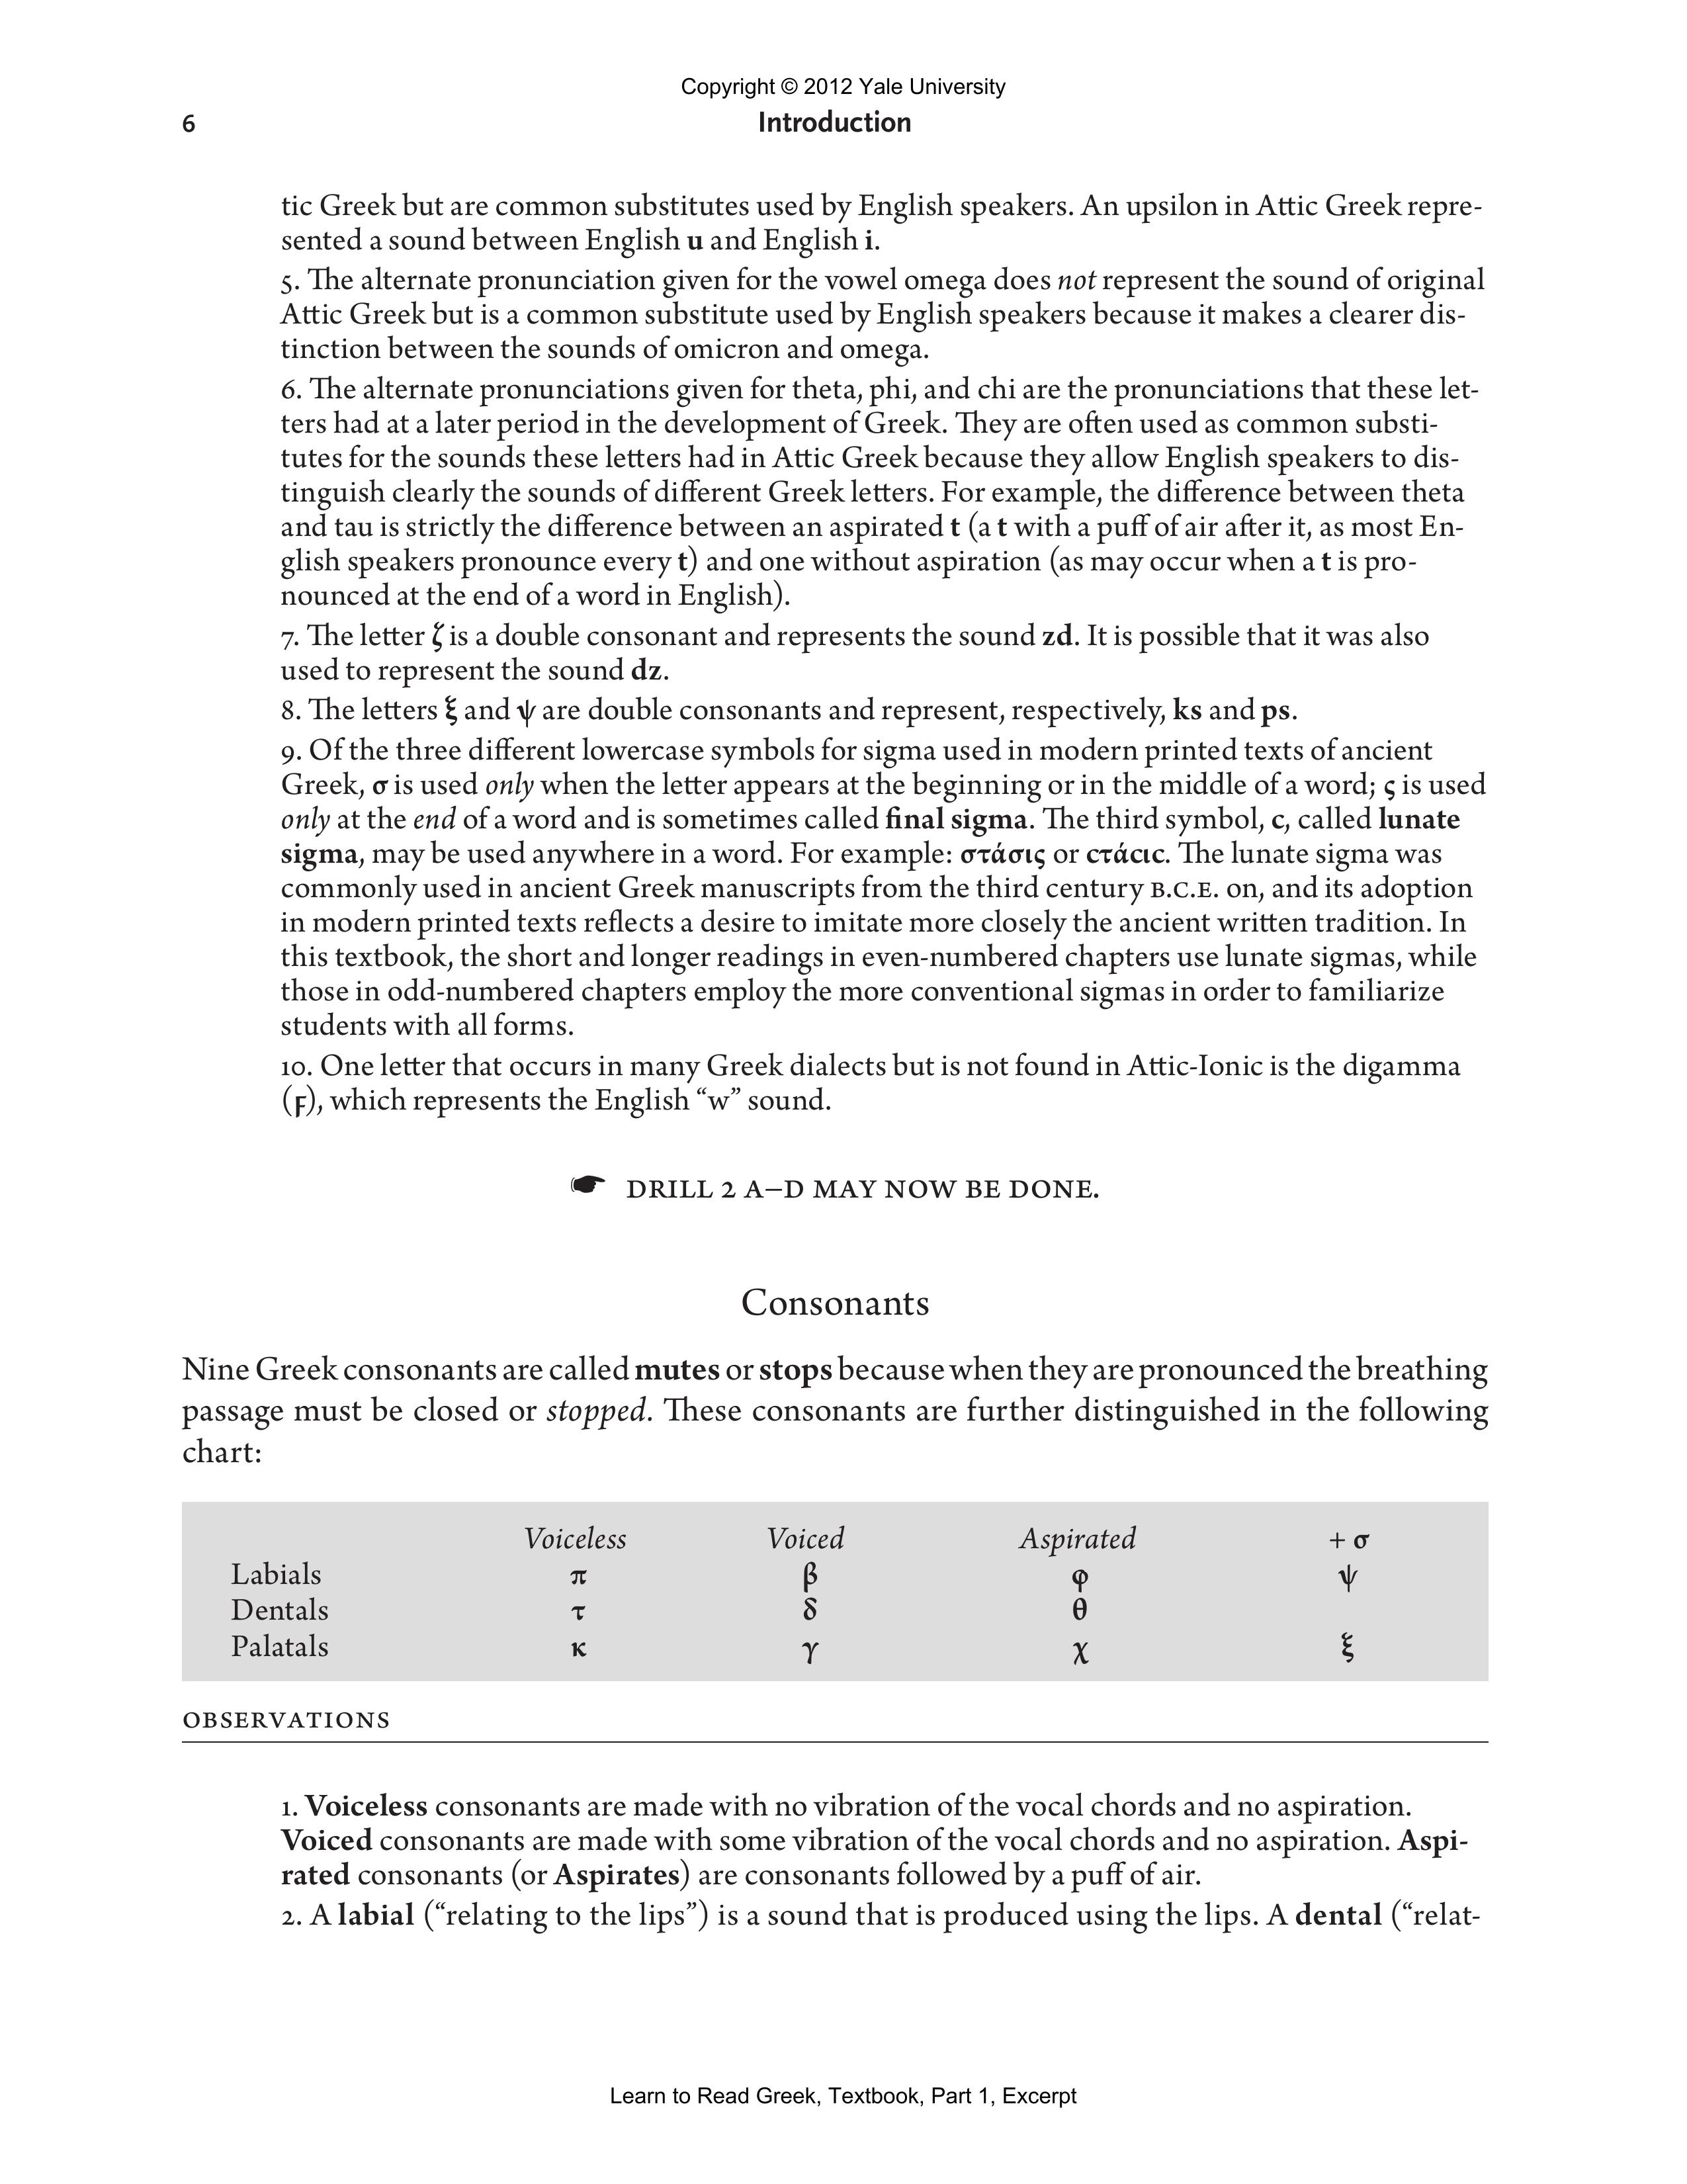 Copyright © 2012 Yale University
6 Introduction
tic Greek but are common substitutes used by English speakers. An upsilon in Attic Greek repre-
sented a sound between English u and English i.
5. The alternate pronunciation given for the vowel omega does not represent the sound of original
Attic Greek but is a common substitute used by English speakers because it makes a clearer dis-
tinction between the sounds of omicron and omega.
6. The alternate pronunciations given for theta, phi, and chi are the pronunciations that these let-
ters had at a later period in the development of Greek. They are often used as common substi-
tutes for the sounds these letters had in Attic Greek because they allow English speakers to dis-
tinguish clearly the sounds of different Greek letters. For example, the difference between theta
and tau is strictly the difference between an aspirated t (a t with a puff of air after it, as most En-
glish speakers pronounce every t) and one without aspiration (as may occur when a t is pro-
nounced at the end of a word in English).
7. The letter ζ is a double consonant and represents the sound zd. It is possible that it was also
used to represent the sound dz.
8. The letters ξ and ψ are double consonants and represent, respectively, ks and ps.
9. Of the three different lowercase symbols for sigma used in modern printed texts of ancient
Greek, σ is used only when the letter appears at the beginning or in the middle of a word; ς is used
only at the end of a word and is sometimes called final sigma. The third symbol, c, called lunate
sigma, may be used anywhere in a word. For example: στάσις or cτάcιc. The lunate sigma was
commonly used in ancient Greek manuscripts from the third century B.C.E. on, and its adoption
in modern printed texts reflects a desire to imitate more closely the ancient written tradition. In
this textbook, the short and longer readings in even-numbered chapters use lunate sigmas, while
those in odd-numbered chapters employ the more conventional sigmas in order to familiarize
students with all forms.
10. One letter that occurs in many Greek dialects but is not found in Attic-Ionic is the digamma
(ϝ), which represents the English “w” sound.
☛ DRILL 2 A–D MAY NOW BE DONE.
Consonants
Nine Greek consonants are called mutes or stops because when they are pronounced the breathing
passage must be closed or stopped. These consonants are further distinguished in the following
chart:
Voiceless Voiced Aspirated + σ
Labials π β φ ψ
Dentals τ δ θ
Palatals κ γ χ ξ
OBSERVATIONS
1. Voiceless consonants are made with no vibration of the vocal chords and no aspiration.
Voiced consonants are made with some vibration of the vocal chords and no aspiration. Aspi-
rated consonants (or Aspirates) are consonants followed by a puff of air.
2. A labial (“relating to the lips”) is a sound that is produced using the lips. A dental (“relat-
Learn to Read Greek, Textbook, Part 1, Excerpt